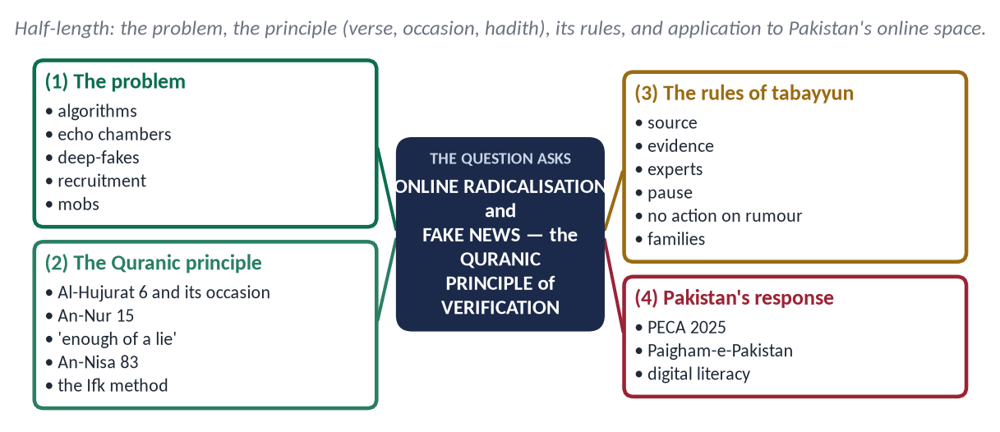 Half-length: the problem, the principle (verse, occasion, hadith), its rules, and application to Pakistan's online space.
(1) The problem
• algorithms
• echo chambers
• deep-fakes
• recruitment
• mobs
(2) The Quranic principle
• Al-Hujurat 6 and its occasion
• An-Nur 15
• 'enough of a lie'
• An-Nisa 83
• the Ifk method
THE QUESTION ASKS
ONLINE RADICALISATION
and
FAKE NEWS — the
QURANIC
PRINCIPLE of
VERIFICATION
(3) The rules of tabayyun
• source
• evidence
• experts
• pause
• no action on rumour
• families
(4) Pakistan's response
• PECA 2025
• Paigham-e-Pakistan
• digital literacy